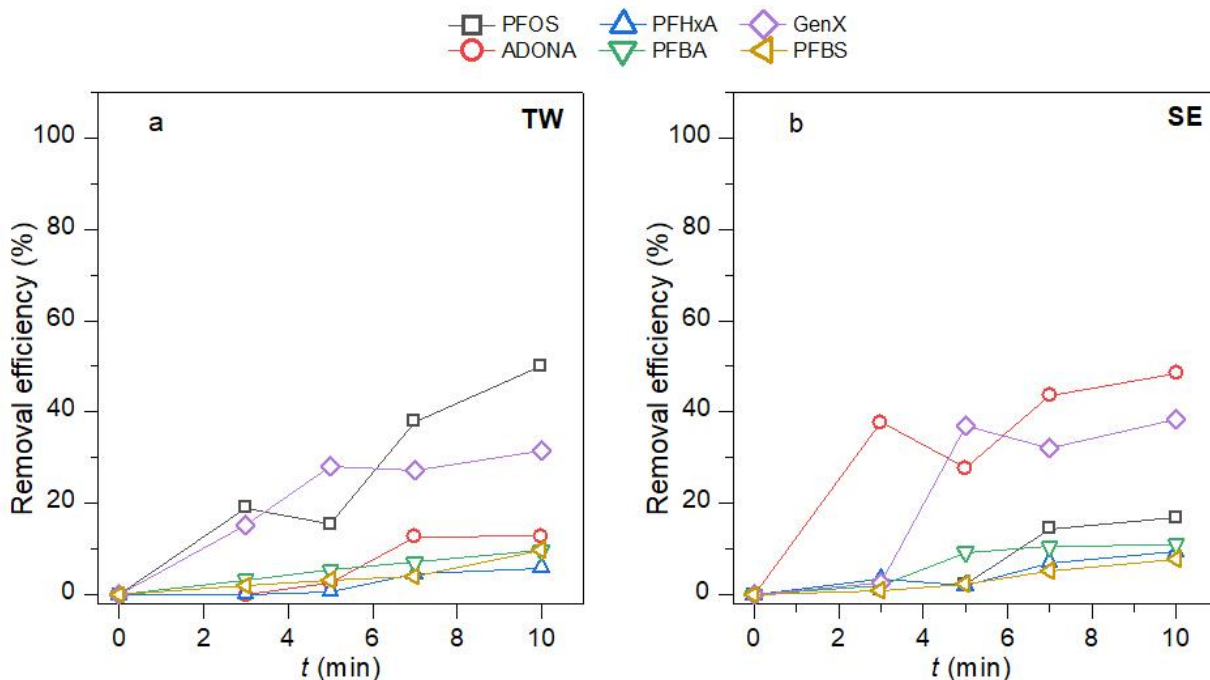 PFOS PFHxA GenX
ADONA PFBA PFBS
a TW
b SE
Removal efficiency (%)
100
80
60
40
20
0
0 2 4 6 8 10
t (min)
Removal efficiency (%)
100
80
60
40
20
0
0 2 4 6 8 10
t (min)